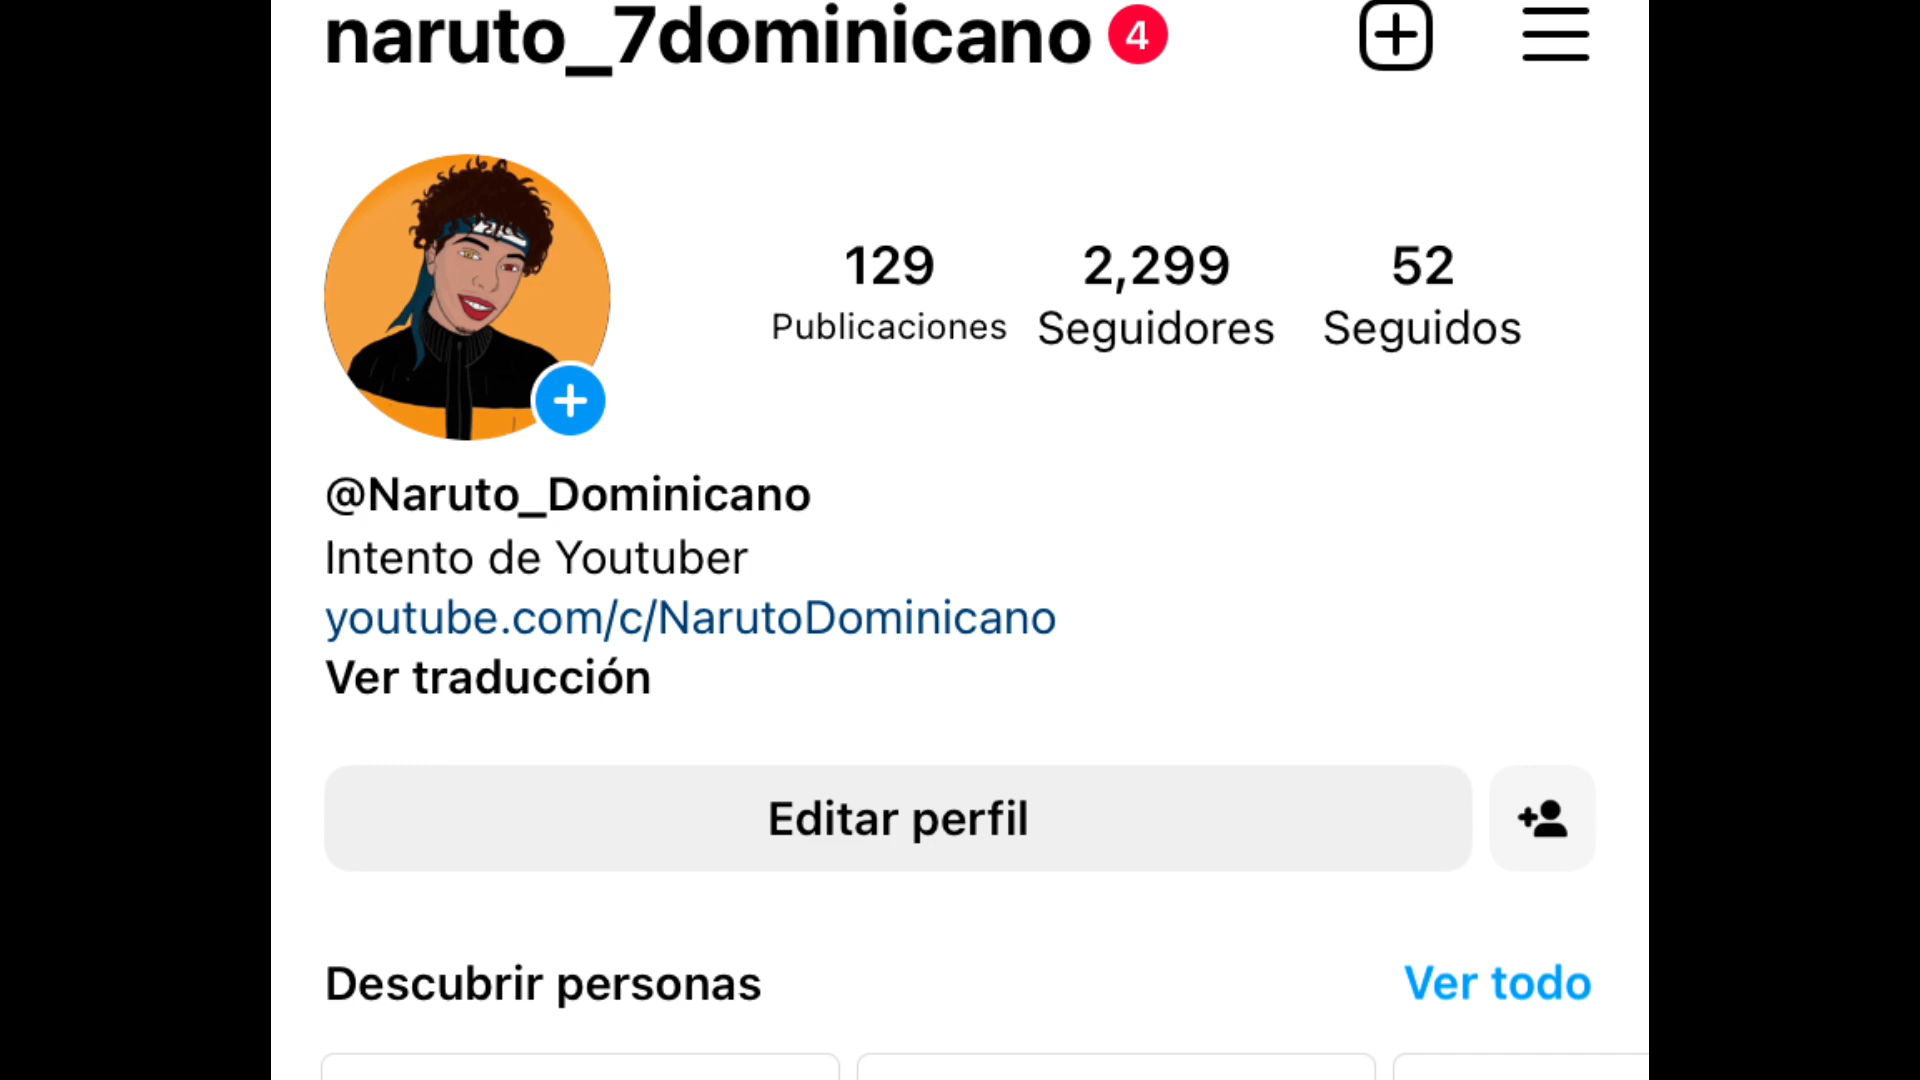 naruto_7dominicano 4
129 2,299 52
Publicaciones Seguidores Seguidos
@Naruto_Dominicano
Intento de Youtuber
youtube.com/c/NarutoDominicano
Ver traducción
Editar perfil
Descubrir personas Ver todo